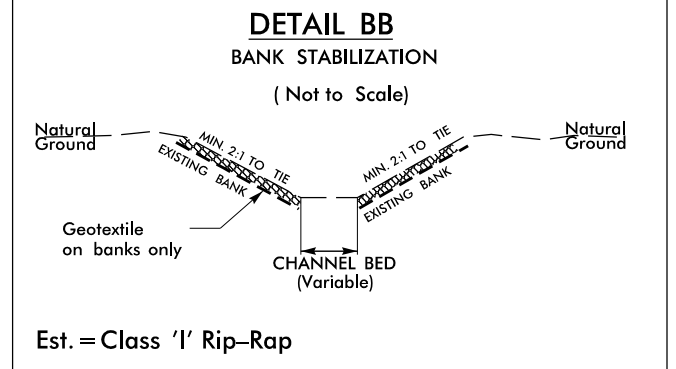 DETAIL BB
BANK STABILIZATION
( Not to Scale)
Natural
Ground
MIN. 2:1 TO TIE
EXISTING BANK
MIN. 2:1 TO TIE
EXISTING BANK
Natural
Ground
Geotextile
on banks only
CHANNEL BED
(Variable)
Est. = Class 'I' Rip-Rap